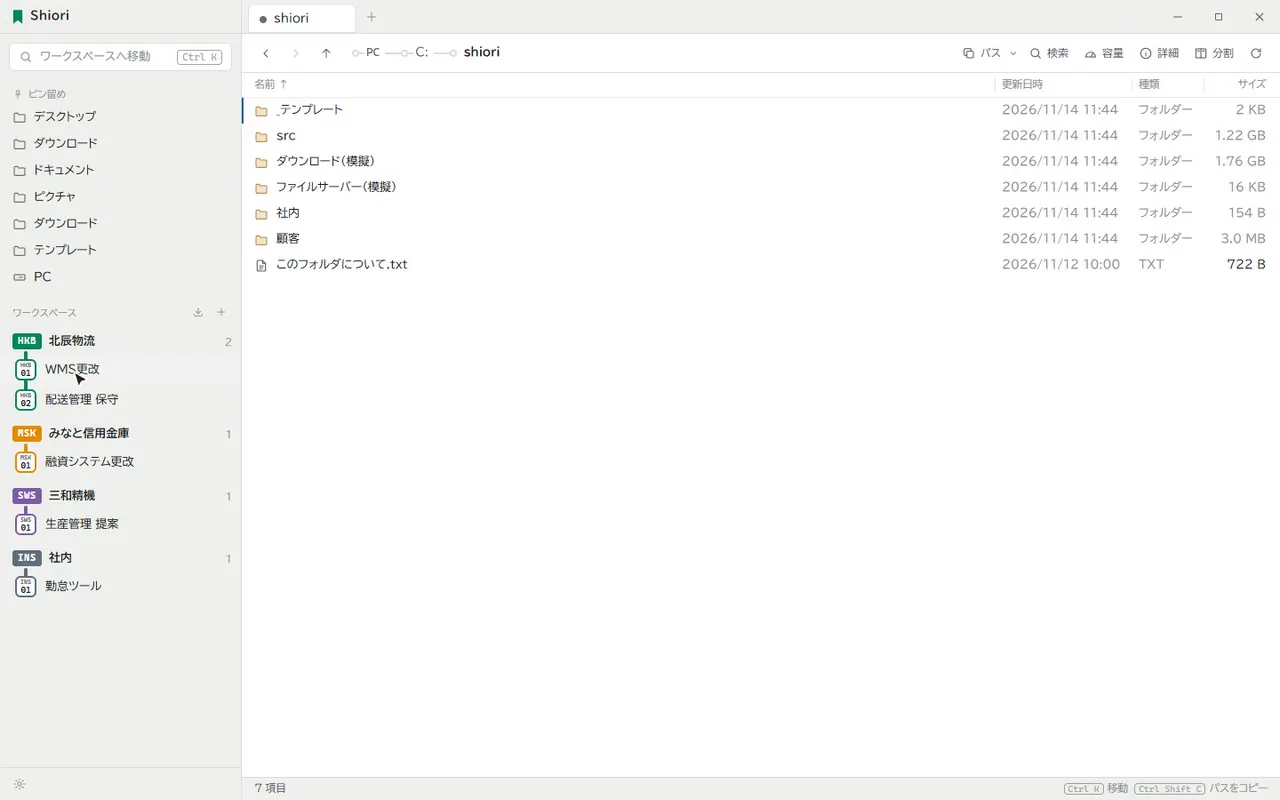 Shiori
shiori
ワークスペースへ移動 Ctrl K
PC C: shiori
パス 検索 容量 詳細 分割
ピン留め
デスクトップ
ダウンロード
ドキュメント
ピクチャ
ダウンロード
テンプレート
PC
ワークスペース
HKB 北辰物流 2
HKB 01 WMS更改
HKB 02 配送管理 保守
MSK みなと信用金庫 1
MSK 01 融資システム更改
SWS 三和精機 1
SWS 01 生産管理 提案
INS 社内 1
INS 01 勤怠ツール
名前 ↑ 更新日時 種類 サイズ
_テンプレート 2026/11/14 11:44 フォルダー 2 KB
src 2026/11/14 11:44 フォルダー 1.22 GB
ダウンロード(模擬) 2026/11/14 11:44 フォルダー 1.76 GB
ファイルサーバー(模擬) 2026/11/14 11:44 フォルダー 16 KB
社内 2026/11/14 11:44 フォルダー 154 B
顧客 2026/11/14 11:44 フォルダー 3.0 MB
このフォルダについて.txt 2026/11/12 10:00 TXT 722 B
7 項目
Ctrl K 移動 Ctrl Shift C パスをコピー